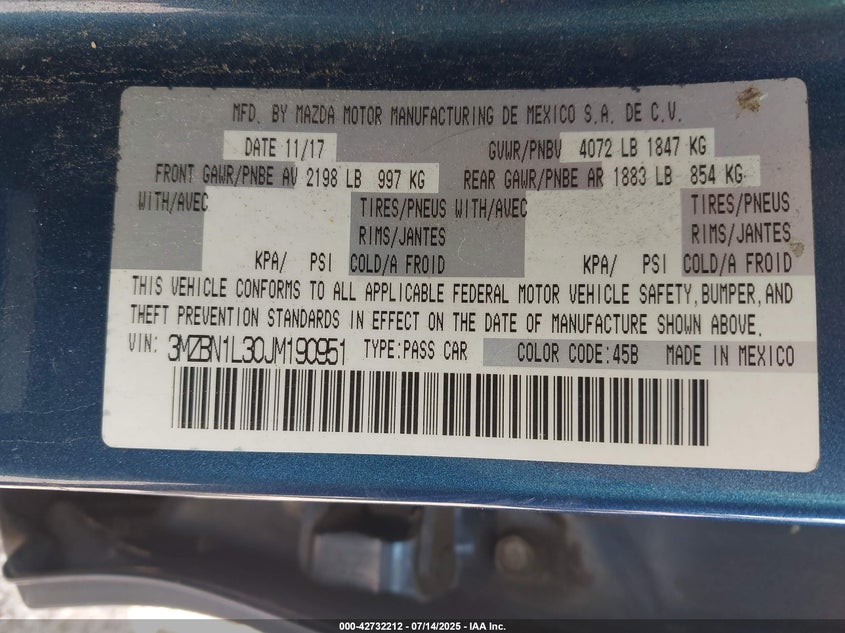 MFD. BY MAZDA MOTOR MANUFACTURING DE MEXICO S.A. DE C.V.
DATE 11/17 GVWR/PNBV 4072 LB 1847 KG
FRONT GAWR/PNBE AV 2198 LB 997 KG REAR GAWR/PNBE AR 1883 LB 854 KG
WITH/AVEC TIRES/PNEUS WITH/AVEC TIRES/PNEUS
RIMS/JANTES RIMS/JANTES
KPA/ PSI COLD/A FROID KPA/ PSI COLD/A FROID
THIS VEHICLE CONFORMS TO ALL APPLICABLE FEDERAL MOTOR VEHICLE SAFETY, BUMPER, AND
THEFT PREVENTION STANDARDS IN EFFECT ON THE DATE OF MANUFACTURE SHOWN ABOVE.
VIN: 3MZBN1L30JM190951 TYPE:PASS CAR COLOR CODE:45B MADE IN MEXICO
000-42732212 - 07/14/2025 - IAA Inc.